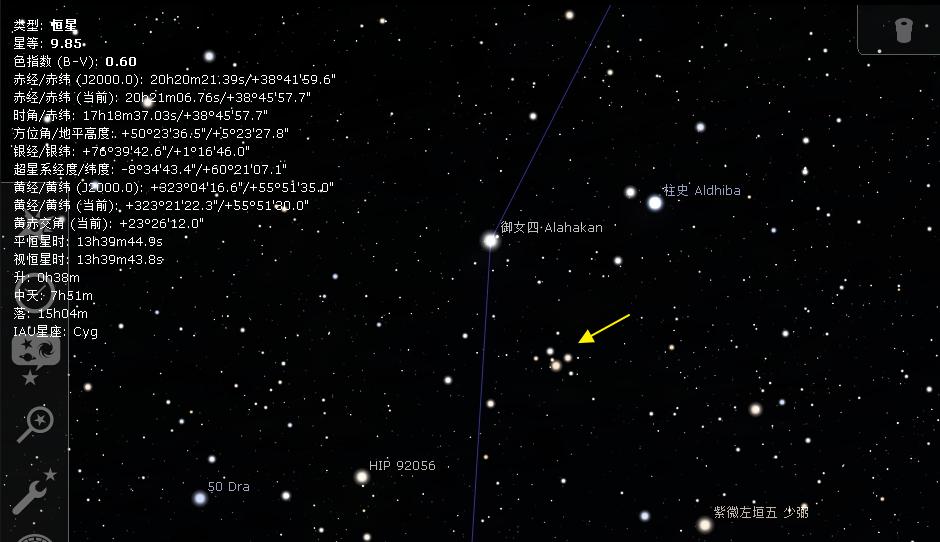 类型: 恒星
星等: 9.85
色指数 (B-V): 0.60
赤经/赤纬 (J2000.0): 20h20m21.39s/+38°41'59.6"
赤经/赤纬 (当前): 20h21m06.76s/+38°45'57.7"
时角/赤纬: 17h18m37.03s/+38°45'57.7"
方位角/地平高度: +50°23'36.5"/+5°23'27.8"
银经/银纬: +76°39'42.6"/+1°16'46.0"
超星系经度/纬度: -8°34'43.4"/+60°21'07.1"
黄经/黄纬 (J2000.0): +323°04'16.6"/+55°51'35.0"
黄经/黄纬 (当前): +323°21'22.3"/+55°51'30.0"
黄赤交角 (当前): +23°26'12.0"
平恒星时: 13h39m44.9s
视恒星时: 13h39m43.8s
升: 0h38m
中天: 7h51m
落: 15h04m
IAU星座: Cyg
柱史 Aldhiba
御女四 Alahakan
HIP 92056
50 Dra
紫微左垣五 少弼